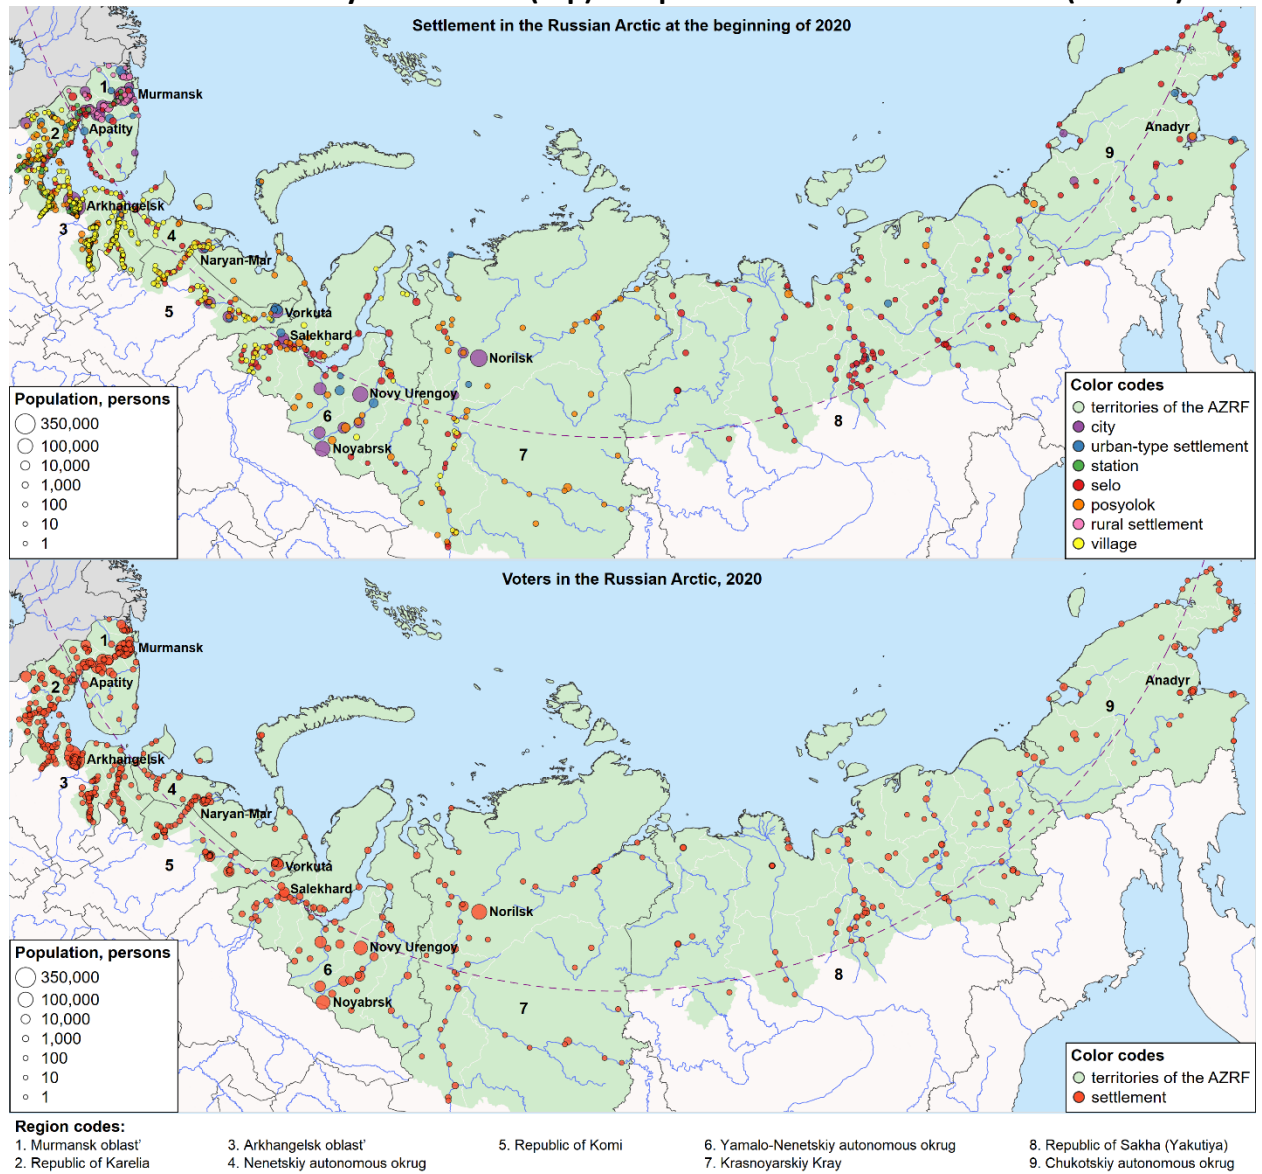 Settlement in the Russian Arctic at the beginning of 2020
1
Murmansk
2
Apatity
Anadyr
9
Arkhangelsk
3
4
Naryan-Mar
5
Vorkuta
Salekhard
Norilsk
Novy Urengoy
6
Noyabrsk
7
8
Population, persons
350,000
100,000
10,000
1,000
100
10
1
Color codes
territories of the AZRF
city
urban-type settlement
station
selo
posyolok
rural settlement
village
Voters in the Russian Arctic, 2020
1
Murmansk
2
Apatity
Anadyr
9
Arkhangelsk
3
4
Naryan-Mar
5
Vorkuta
Salekhard
Norilsk
Novy Urengoy
6
Noyabrsk
7
8
Population, persons
350,000
100,000
10,000
1,000
100
10
1
Color codes
territories of the AZRF
settlement
Region codes:
1. Murmansk oblast' 3. Arkhangelsk oblast' 5. Republic of Komi 6. Yamalo-Nenetskiy autonomous okrug 8. Republic of Sakha (Yakutiya)
2. Republic of Karelia 4. Nenetskiy autonomous okrug 7. Krasnoyarskiy Kray 9. Chukotskiy autonomous okrug